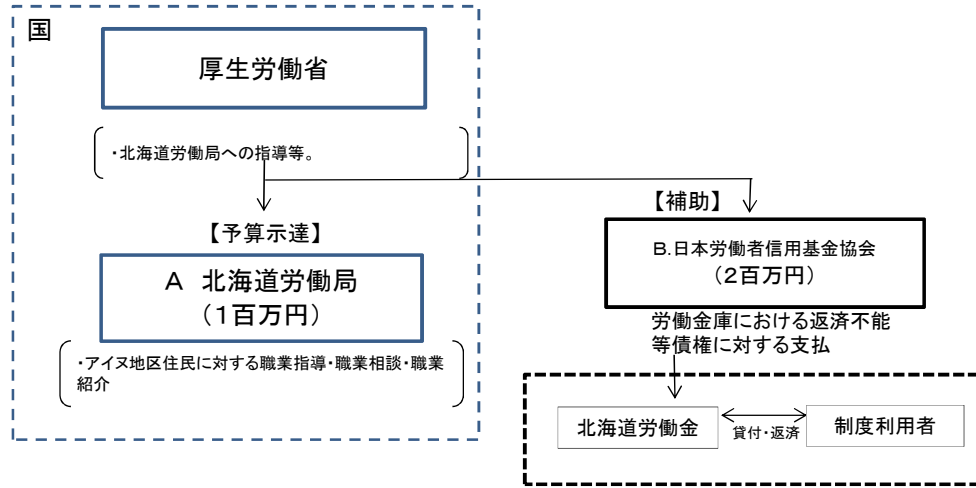 国
厚生労働省
・北海道労働局への指導等。
【予算示達】
A　北海道労働局
（１百万円）
・アイヌ地区住民に対する職業指導・職業相談・職業
紹介
【補助】
Ｂ.日本労働者信用基金協会
（２百万円）
労働金庫における返済不能
等債権に対する支払
北海道労働金
貸付・返済
制度利用者